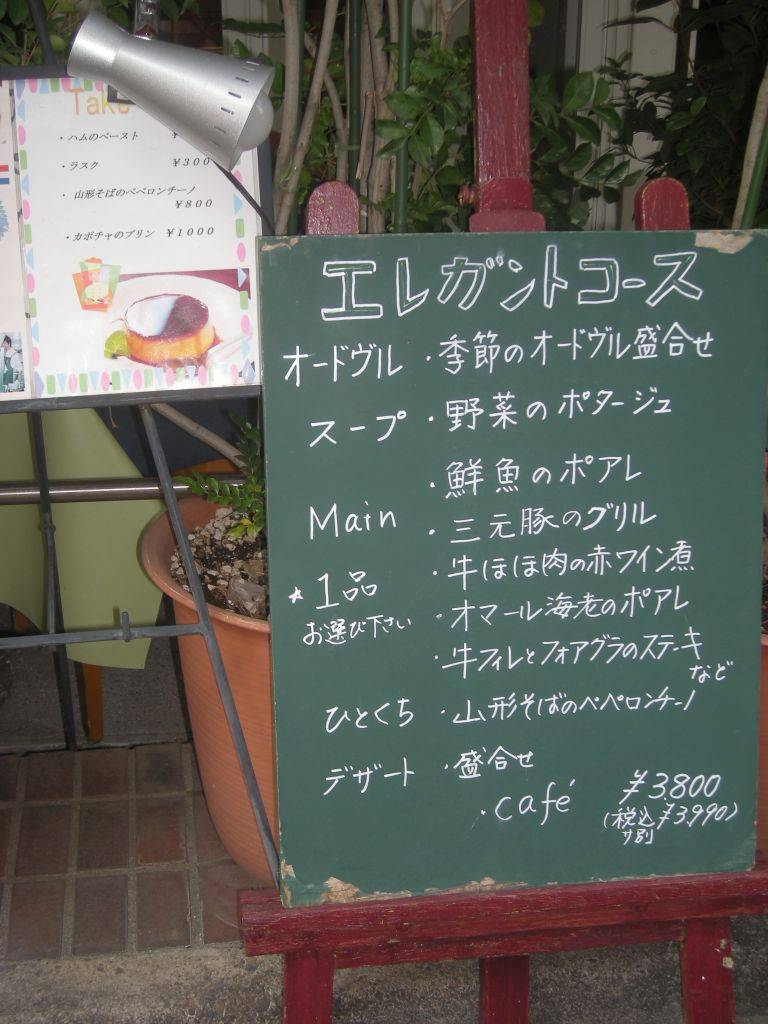 Take
・ハムのペースト ¥
・ラスク ¥300
・山形そばのペペロンチーノ
¥800
・カボチャのプリン ¥1000
エレガントコース
オードヴル ・季節のオードヴル盛合せ
スープ ・野菜のポタージュ
・鮮魚のポアレ
Main ・三元豚のグリル
★1品 ・牛ほほ肉の赤ワイン煮
お選び下さい ・オマール海老のポアレ
・牛フィレとフォアグラのステーキ
など
ひとくち ・山形そばのペペロンチーノ
デザート ・盛合せ
・café ¥3,800
(税込¥3,990)
サ別